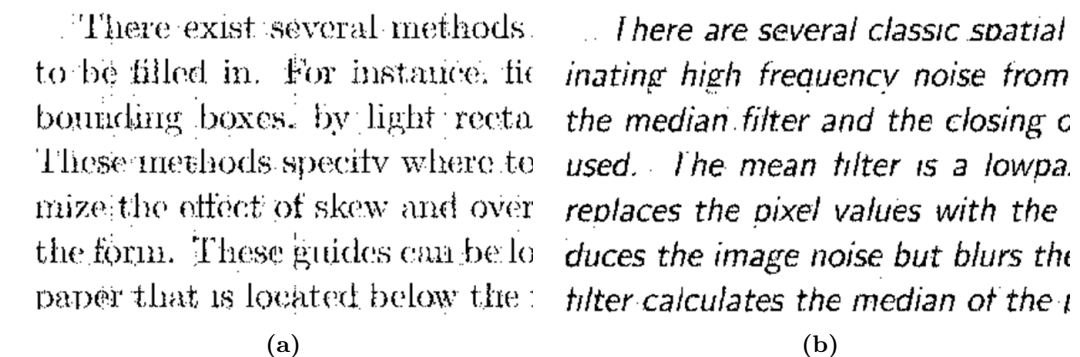 There exist several methods
to be filled in. For instance, fie
bounding boxes, by light recta
These methods specify where to
mize the effect of skew and over
the form. These guides can be lo
paper that is located below the
(a)
There are several classic spatial
inating high frequency noise from
the median filter and the closing o
used. The mean filter is a lowpa
replaces the pixel values with the
duces the image noise but blurs the
filter calculates the median of the p
(b)